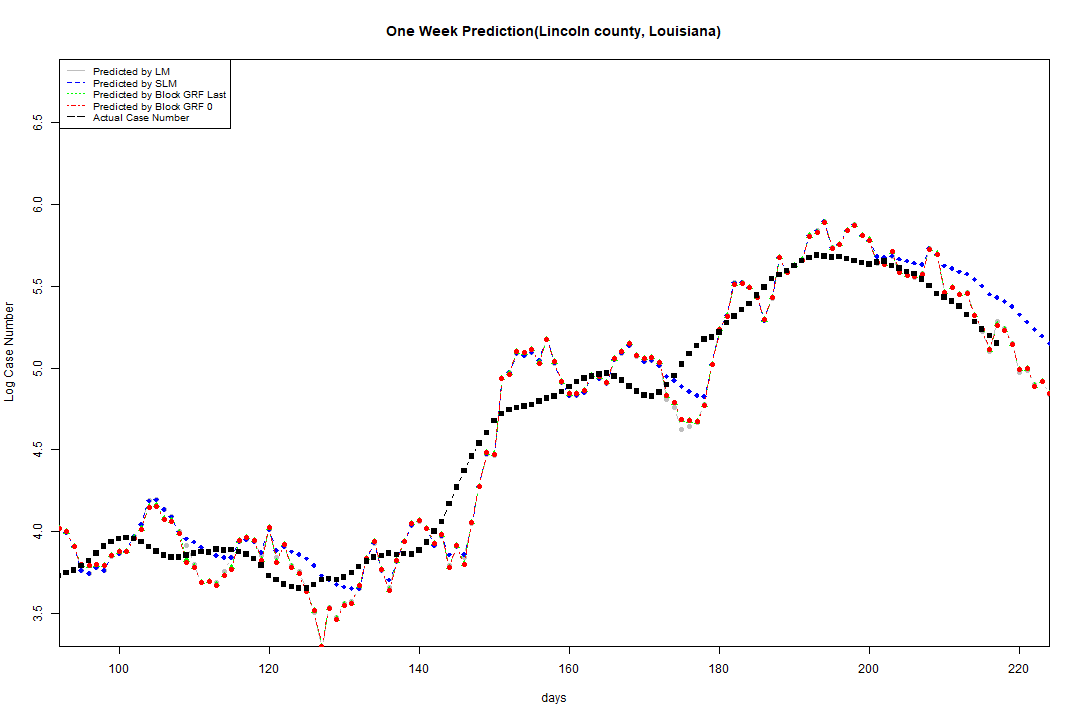 One Week Prediction(Lincoln county, Louisiana)
Predicted by LM
Predicted by SLM
Predicted by Block GRF Last
Predicted by Block GRF 0
Actual Case Number
6.5
6.0
5.5
5.0
4.5
4.0
3.5
Log Case Number
100 120 140 160 180 200 220
days